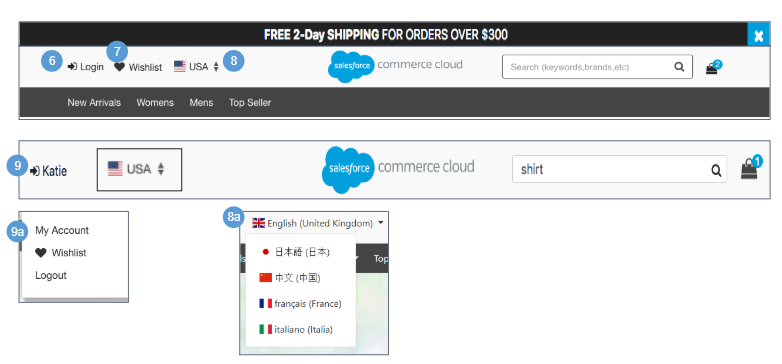 FREE 2-Day SHIPPING FOR ORDERS OVER $300
6 Login 7 Wishlist USA 8
salesforce commerce cloud
Search (keywords,brands,etc)
2
New Arrivals Womens Mens Top Seller
9 Katie USA
salesforce commerce cloud
shirt
1
9a
My Account
Wishlist
Logout
8a English (United Kingdom)
日本語 (日本)
Top
中文 (中国)
français (France)
italiano (Italia)